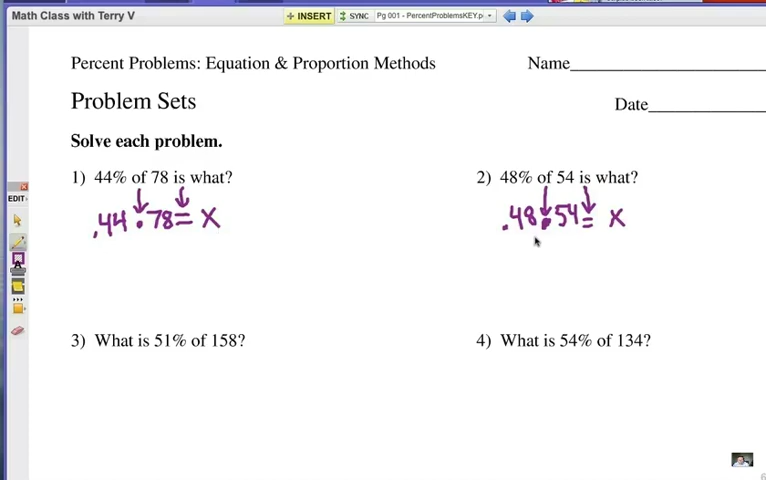 Math Class with Terry V
INSERT SYNC Pg 001 - PercentProblemsKEY.p
Percent Problems: Equation & Proportion Methods Name
Problem Sets Date
Solve each problem.
EDIT
1) 44% of 78 is what? 2) 48% of 54 is what?
.44 • 78 = x .48 • 54 = x
3) What is 51% of 158? 4) What is 54% of 134?
6